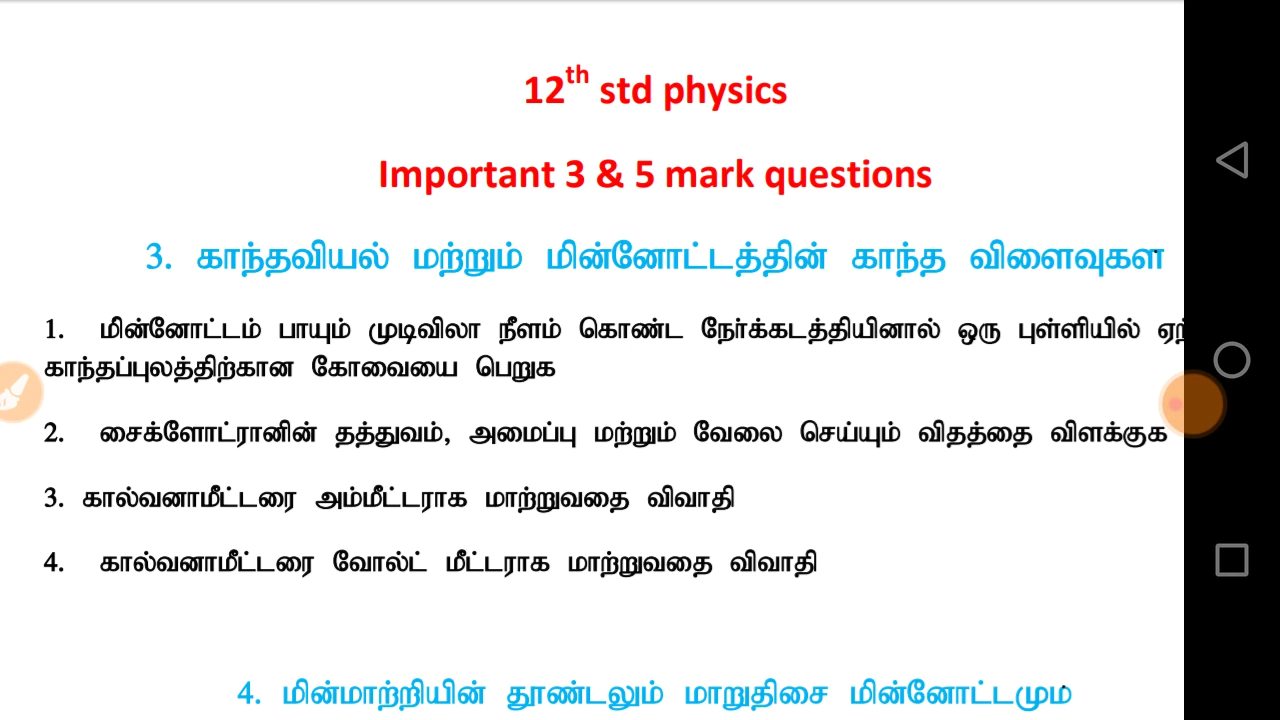 12th std physics
Important 3 & 5 mark questions
3. காந்தவியல் மற்றும் மின்னோட்டத்தின் காந்த விளைவுகள
1. மின்னோட்டம் பாயும் முடிவிலா நீளம் கொண்ட நேர்க்கடத்தியினால் ஒரு புள்ளியில்
காந்தப்புலத்திற்கான கோவையை பெறுக
2. சைக்ளோட்ரானின் தத்துவம், அமைப்பு மற்றும் வேலை செய்யும் விதத்தை விளக்குக
3. கால்வனாமீட்டரை அம்மீட்டராக மாற்றுவதை விவாதி
4. கால்வனாமீட்டரை வோல்ட் மீட்டராக மாற்றுவதை விவாதி
4. மின்மாற்றியின் தூண்டலும் மாறுதிசை மின்னோட்டமும